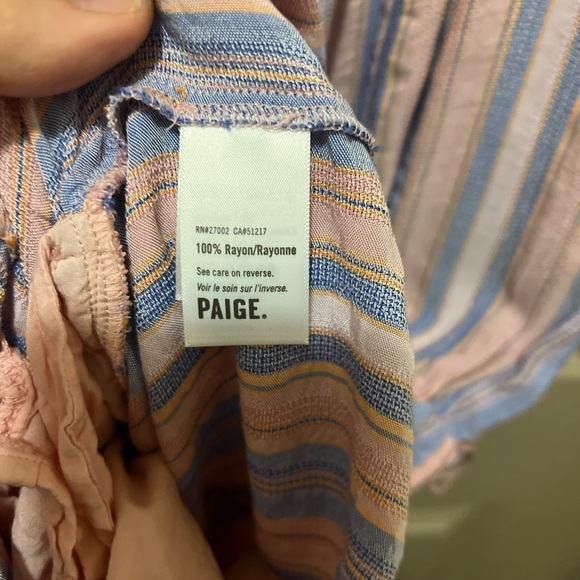 RN#27002 CA#51217
100% Rayon/Rayonne
See care on reverse.
Voir le soin sur l'inverse.
PAIGE.